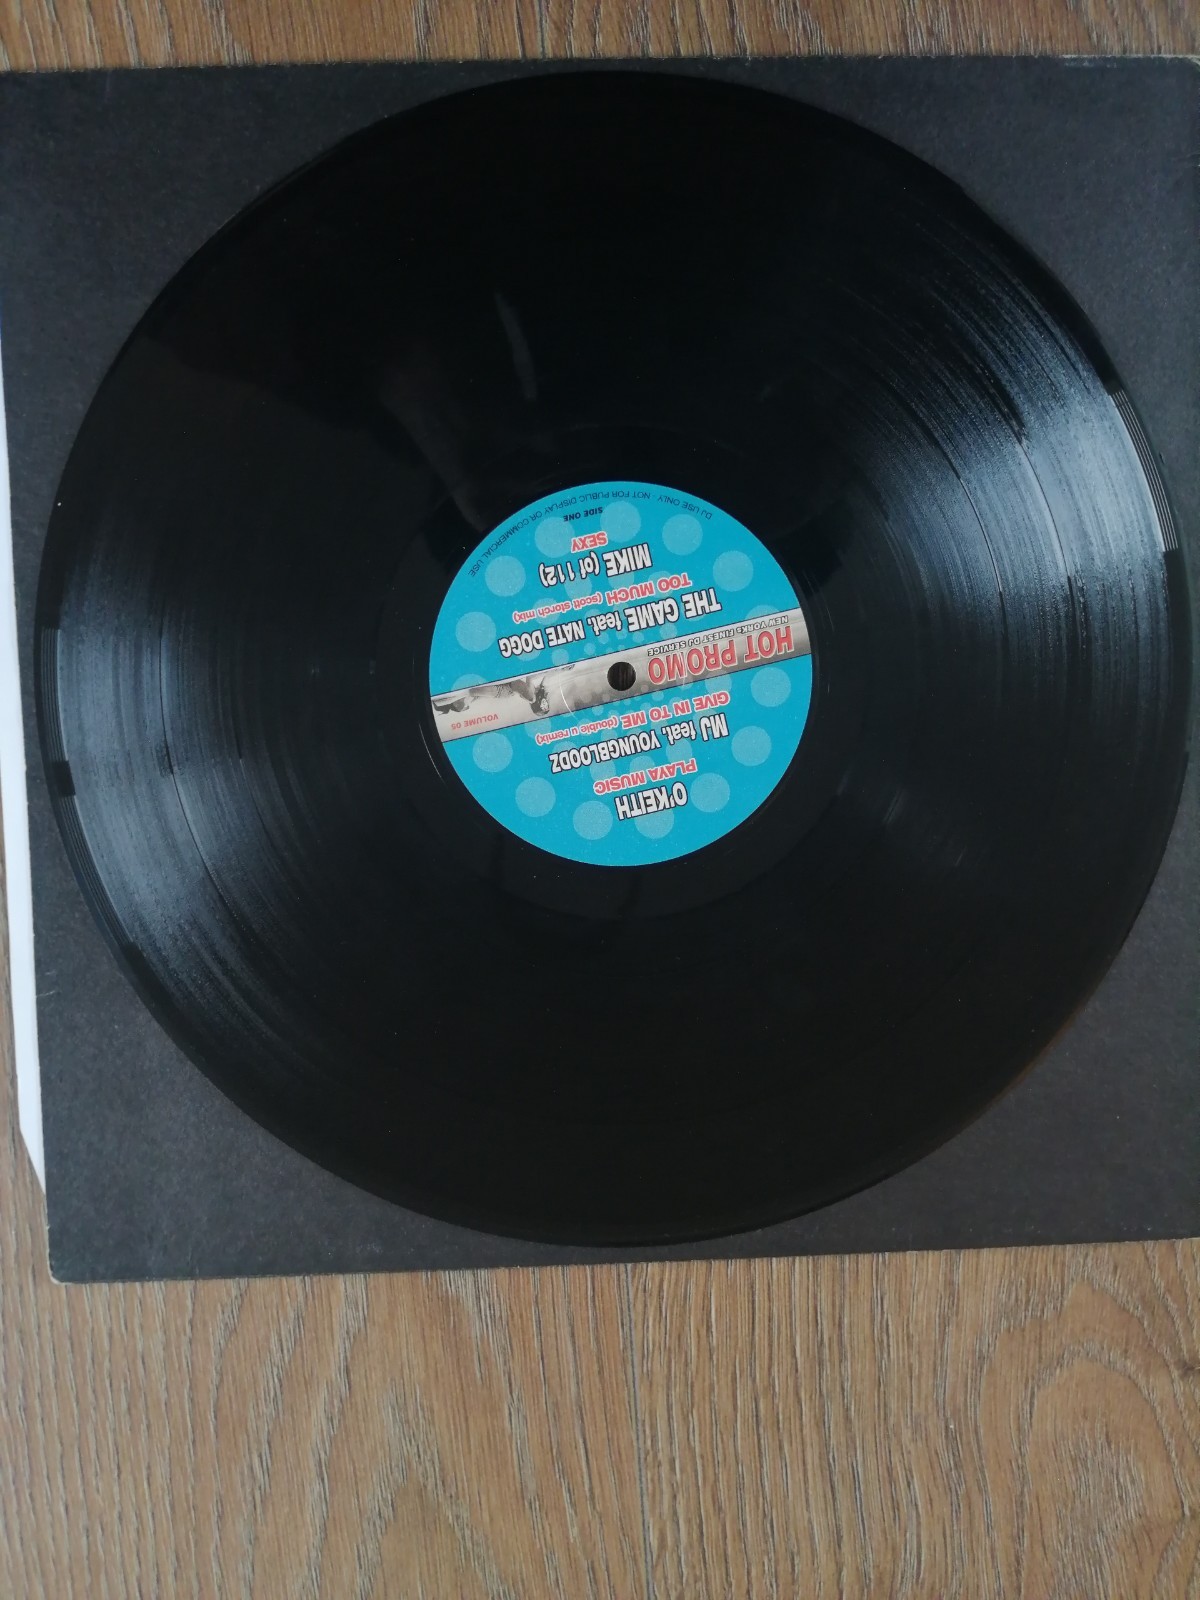 O'KEITH
PLAYA MUSIC
MJ feat. YOUNGBLOODZ
GIVE IN TO ME (double u remix)
HOT PROMO
NEW YORKS FINEST DJ SERVICE
VOLUME 05
THE GAME feat. NATE DOGG
TOO MUCH (scott storch mix)
MIKE (of 112)
SEXY
SIDE ONE
DJ USE ONLY - NOT FOR PUBLIC DISPLAY OR COMMERCIAL USE